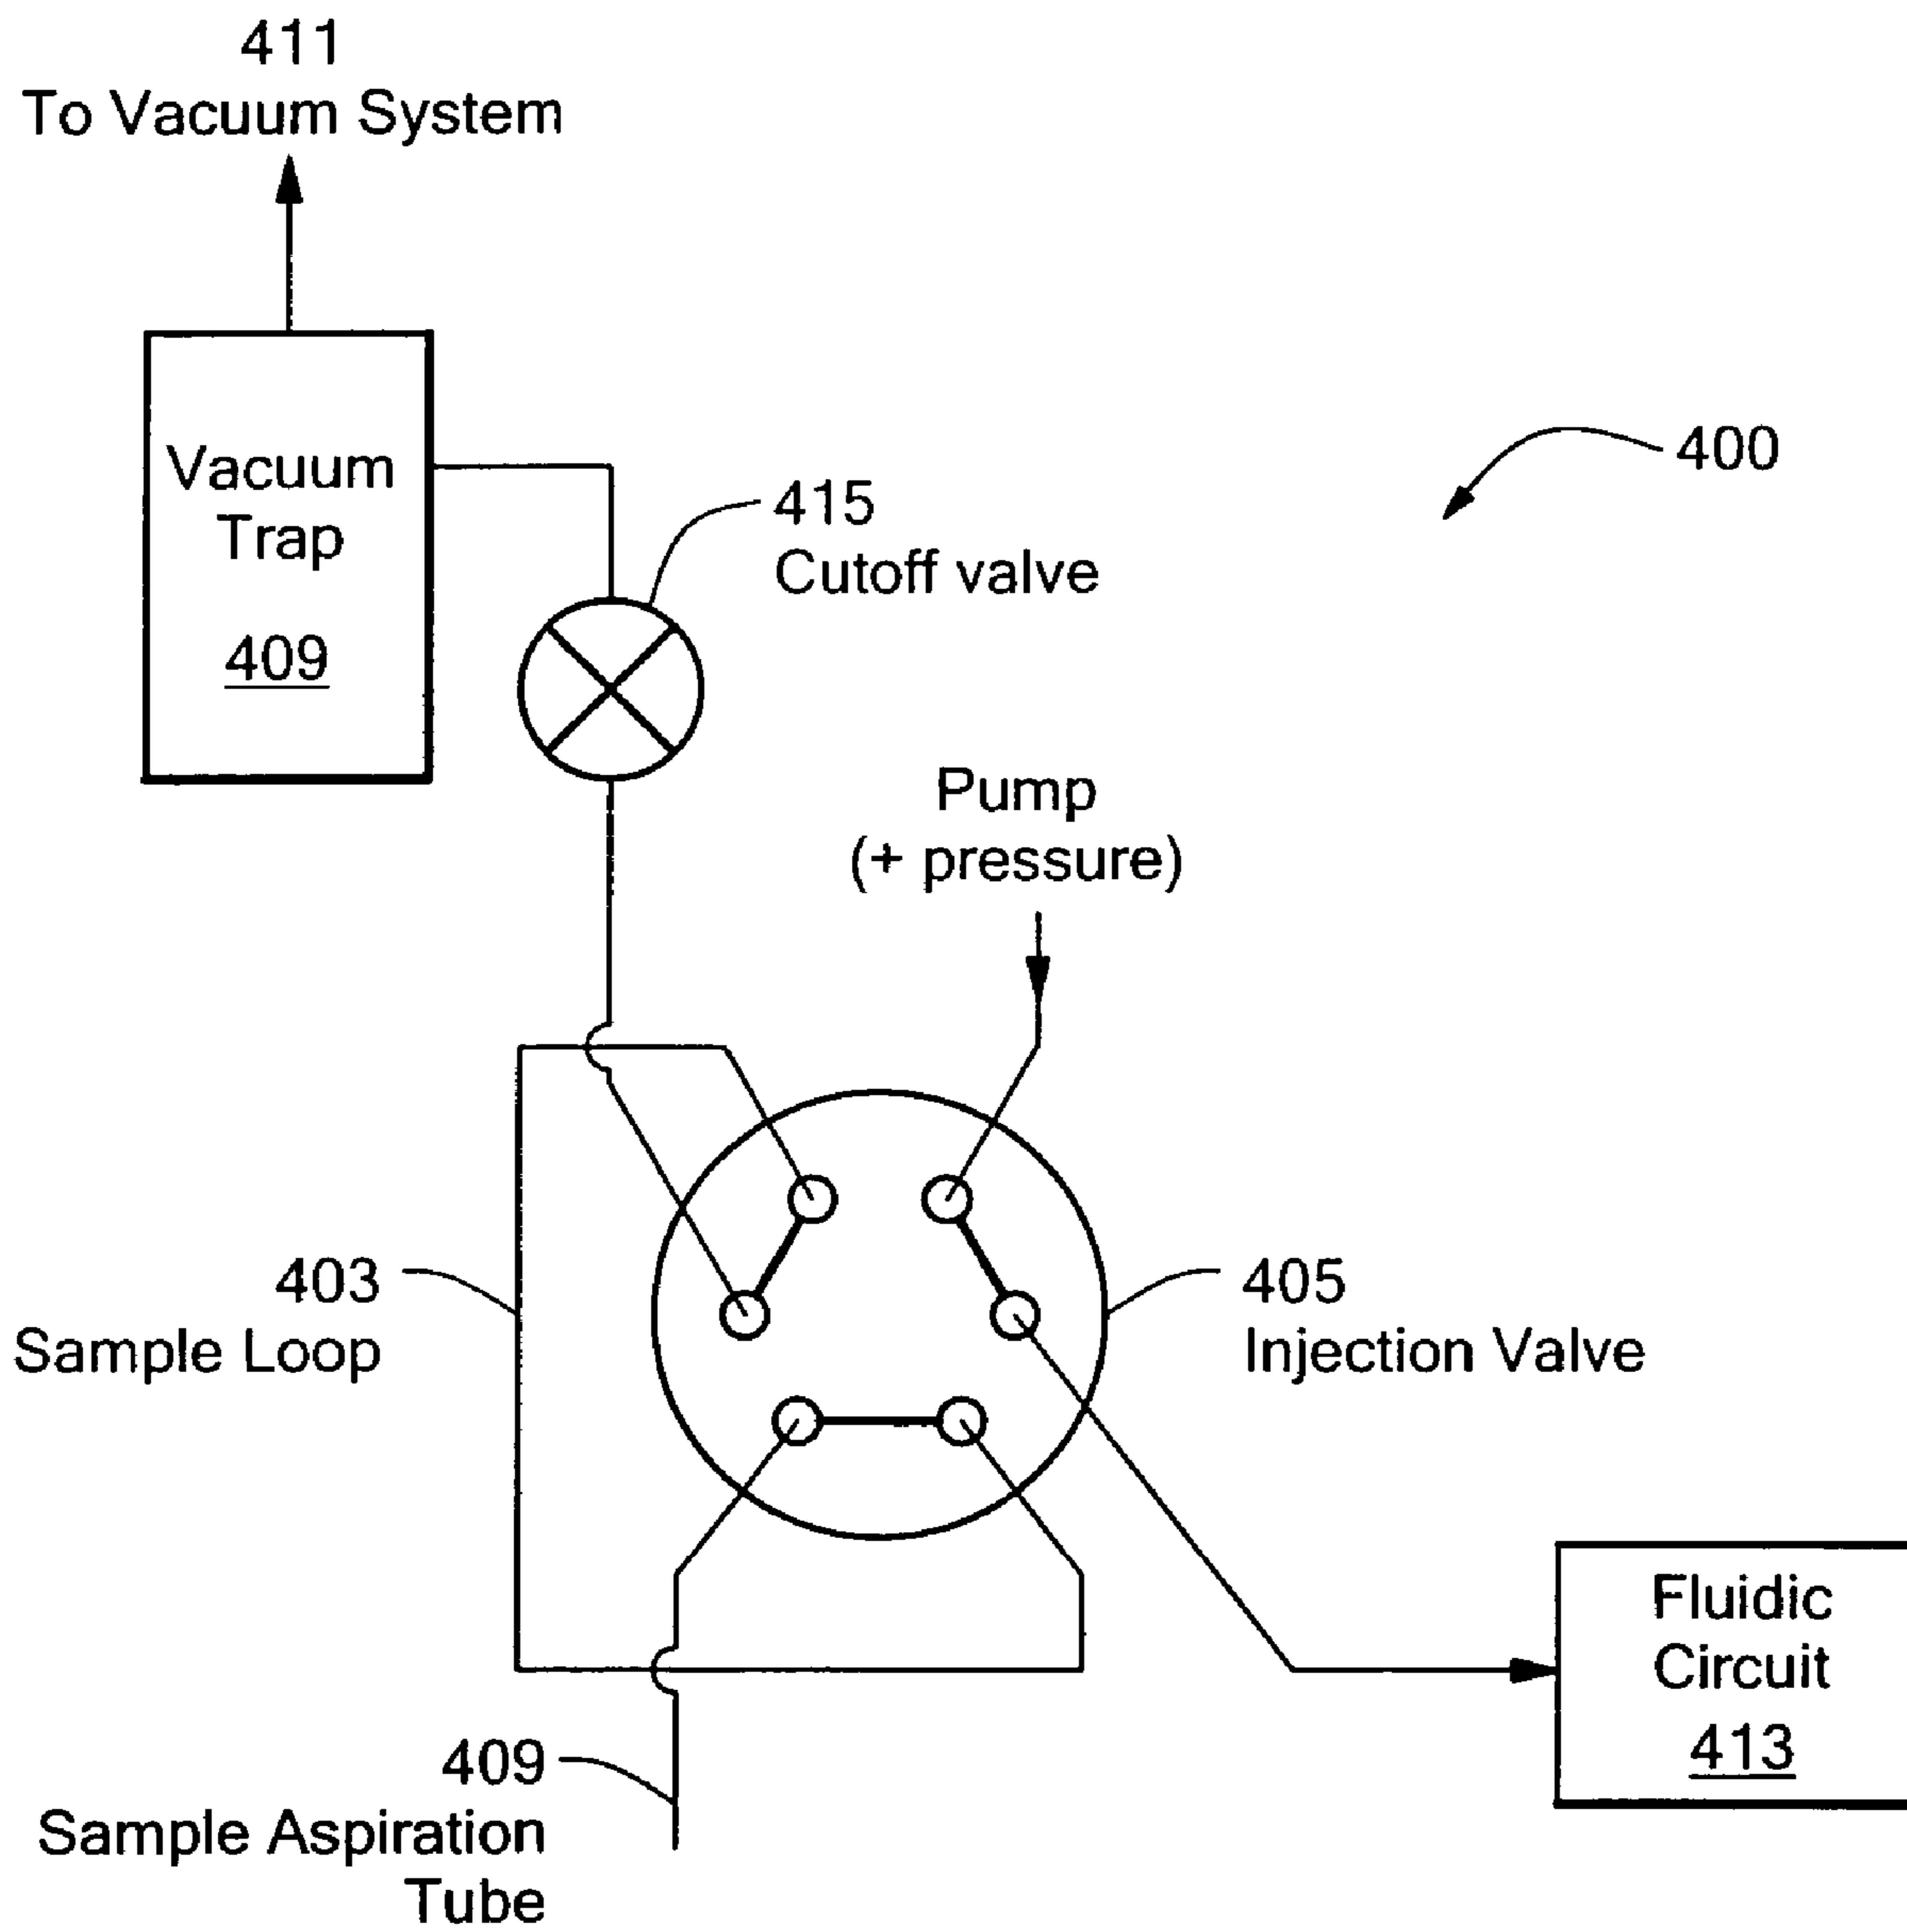 411
To Vacuum System
Vacuum
Trap
409
415
Cutoff valve
400
Pump
(+ pressure)
403
Sample Loop
405
Injection Valve
Fluidic
Circuit
413
409
Sample Aspiration
Tube